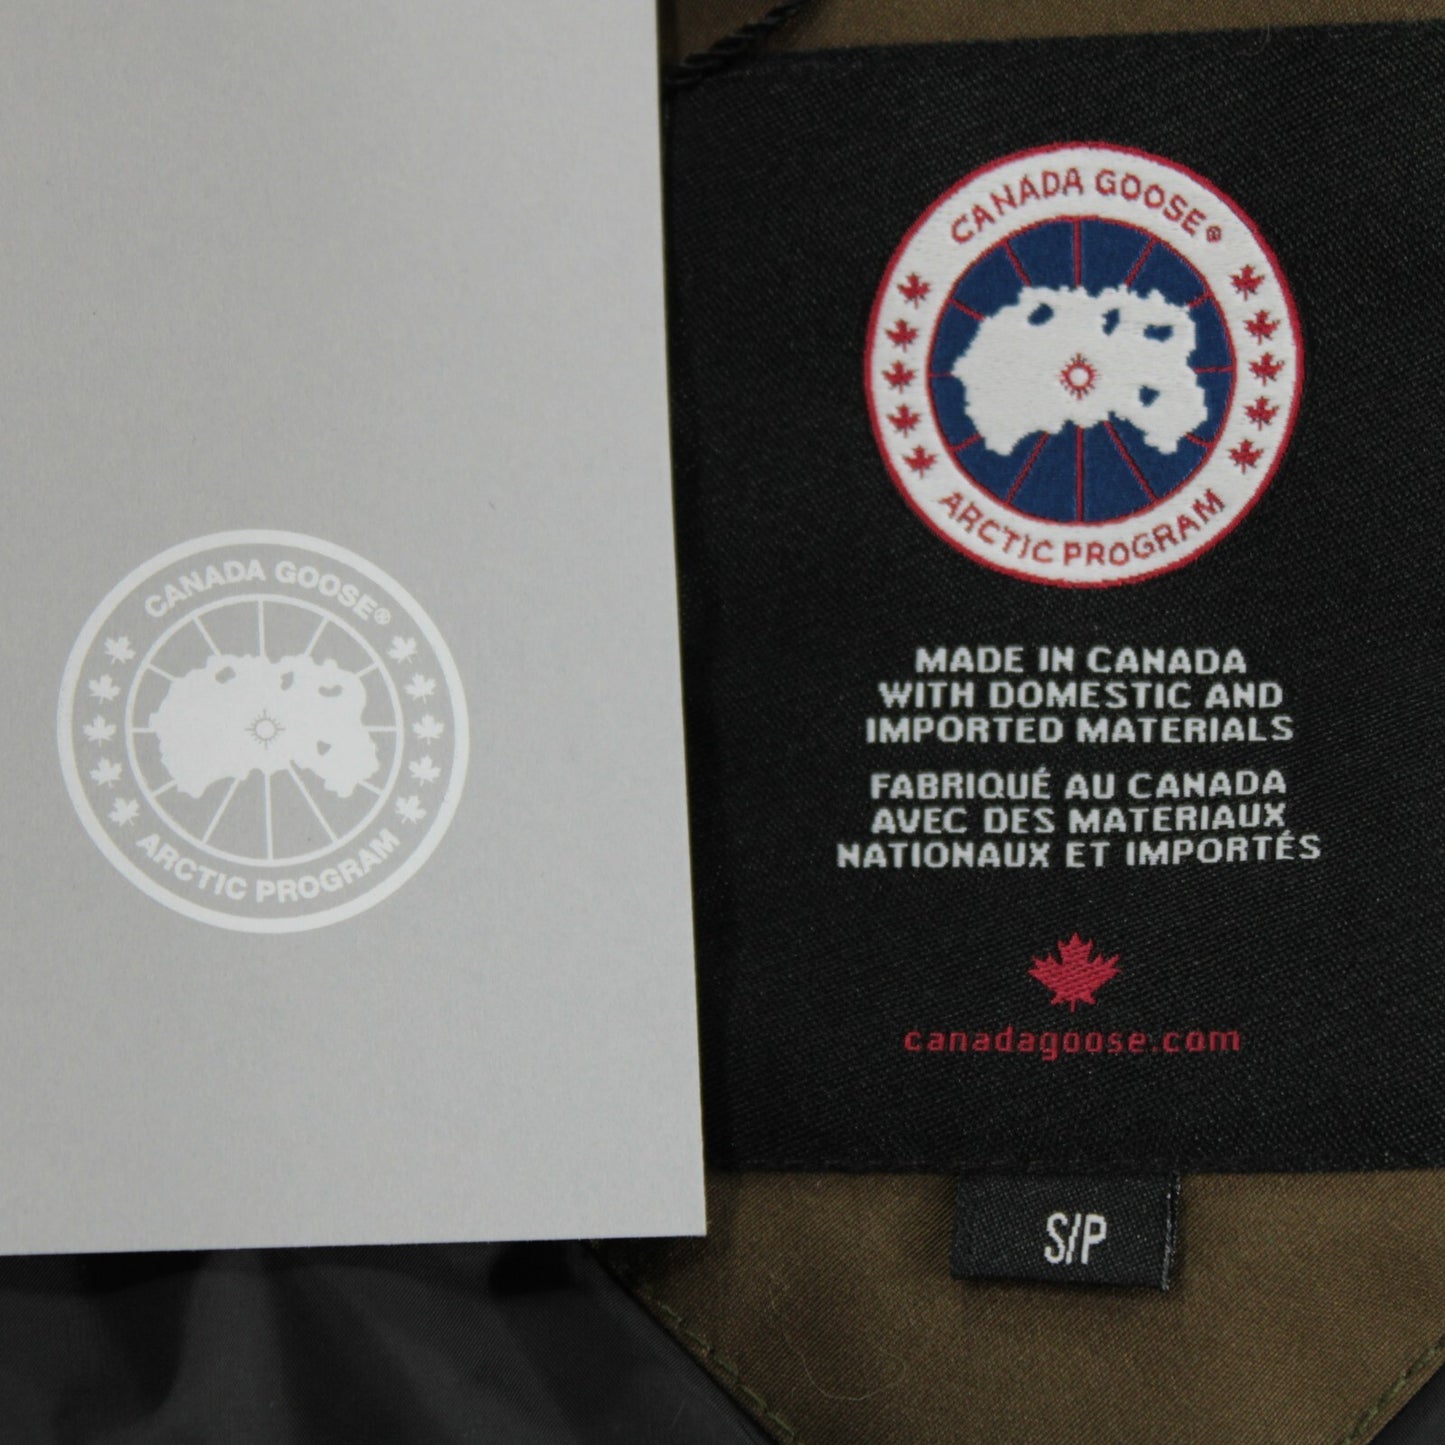 CANADA GOOSE®
ARCTIC PROGRAM
CANADA GOOSE®
ARCTIC PROGRAM
MADE IN CANADA
WITH DOMESTIC AND
IMPORTED MATERIALS
FABRIQUÉ AU CANADA
AVEC DES MATERIAUX
NATIONAUX ET IMPORTÉS
canadagoose.com
S/P